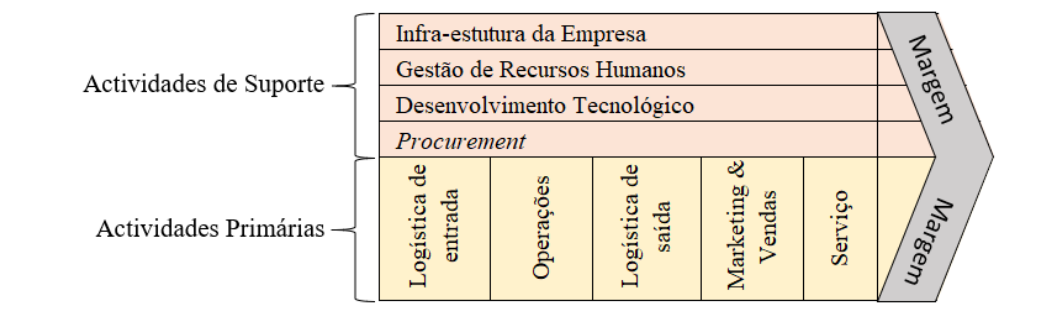 Actividades de Suporte
Infra-estutura da Empresa
Gestão de Recursos Humanos
Desenvolvimento Tecnológico
Procurement
Margem
Actividades Primárias
Logística de
entrada
Operações
Logística de
saída
Marketing &
Vendas
Serviço
Margem